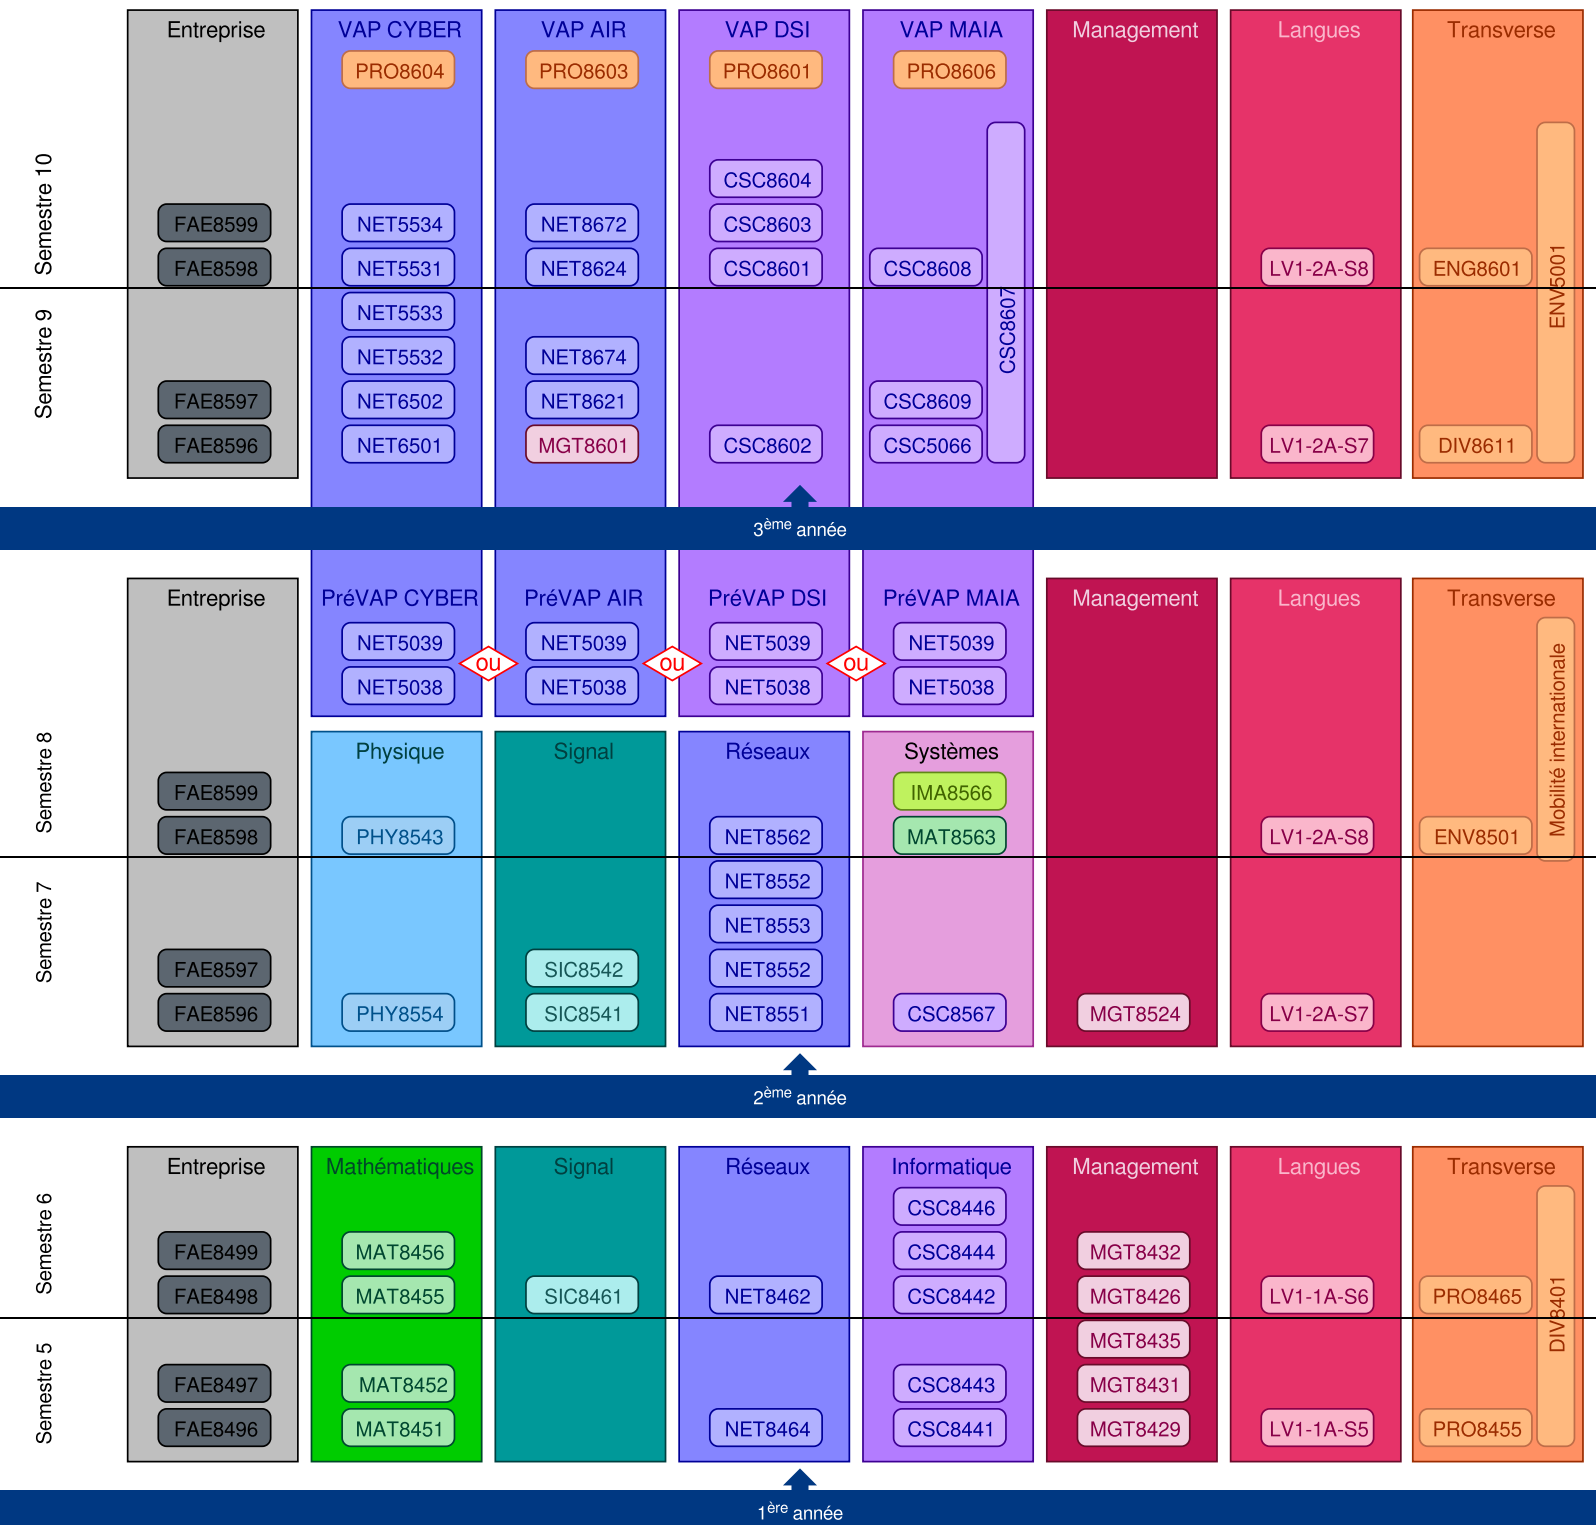 Entreprise VAP CYBER VAP AIR VAP DSI VAP MAIA Management Langues Transverse
PRO8604 PRO8603 PRO8601 PRO8606
Semestre 10
CSC8604
FAE8599 NET5534 NET8672 CSC8603
FAE8598 NET5531 NET8624 CSC8601 CSC8608 LV1-2A-S8 ENG8601
CSC8607
ENV5001
Semestre 9
NET5533
NET5532 NET8674
FAE8597 NET6502 NET8621 CSC8609
FAE8596 NET6501 MGT8601 CSC8602 CSC5066 LV1-2A-S7 DIV8611
3ème année
Entreprise PréVAP CYBER PréVAP AIR PréVAP DSI PréVAP MAIA Management Langues Transverse
NET5039 NET5039 NET5039 NET5039
ou ou ou
NET5038 NET5038 NET5038 NET5038
Mobilité internationale
Physique Signal Réseaux Systèmes
Semestre 8
FAE8599 IMA8566
FAE8598 PHY8543 NET8562 MAT8563 LV1-2A-S8 ENV8501
Semestre 7
NET8552
NET8553
FAE8597 SIC8542 NET8552
FAE8596 PHY8554 SIC8541 NET8551 CSC8567 MGT8524 LV1-2A-S7
2ème année
Entreprise Mathématiques Signal Réseaux Informatique Management Langues Transverse
Semestre 6
CSC8446
FAE8499 MAT8456 CSC8444 MGT8432
FAE8498 MAT8455 SIC8461 NET8462 CSC8442 MGT8426 LV1-1A-S6 PRO8465
DIV8401
Semestre 5
MGT8435
FAE8497 MAT8452 CSC8443 MGT8431
FAE8496 MAT8451 NET8464 CSC8441 MGT8429 LV1-1A-S5 PRO8455
1ère année